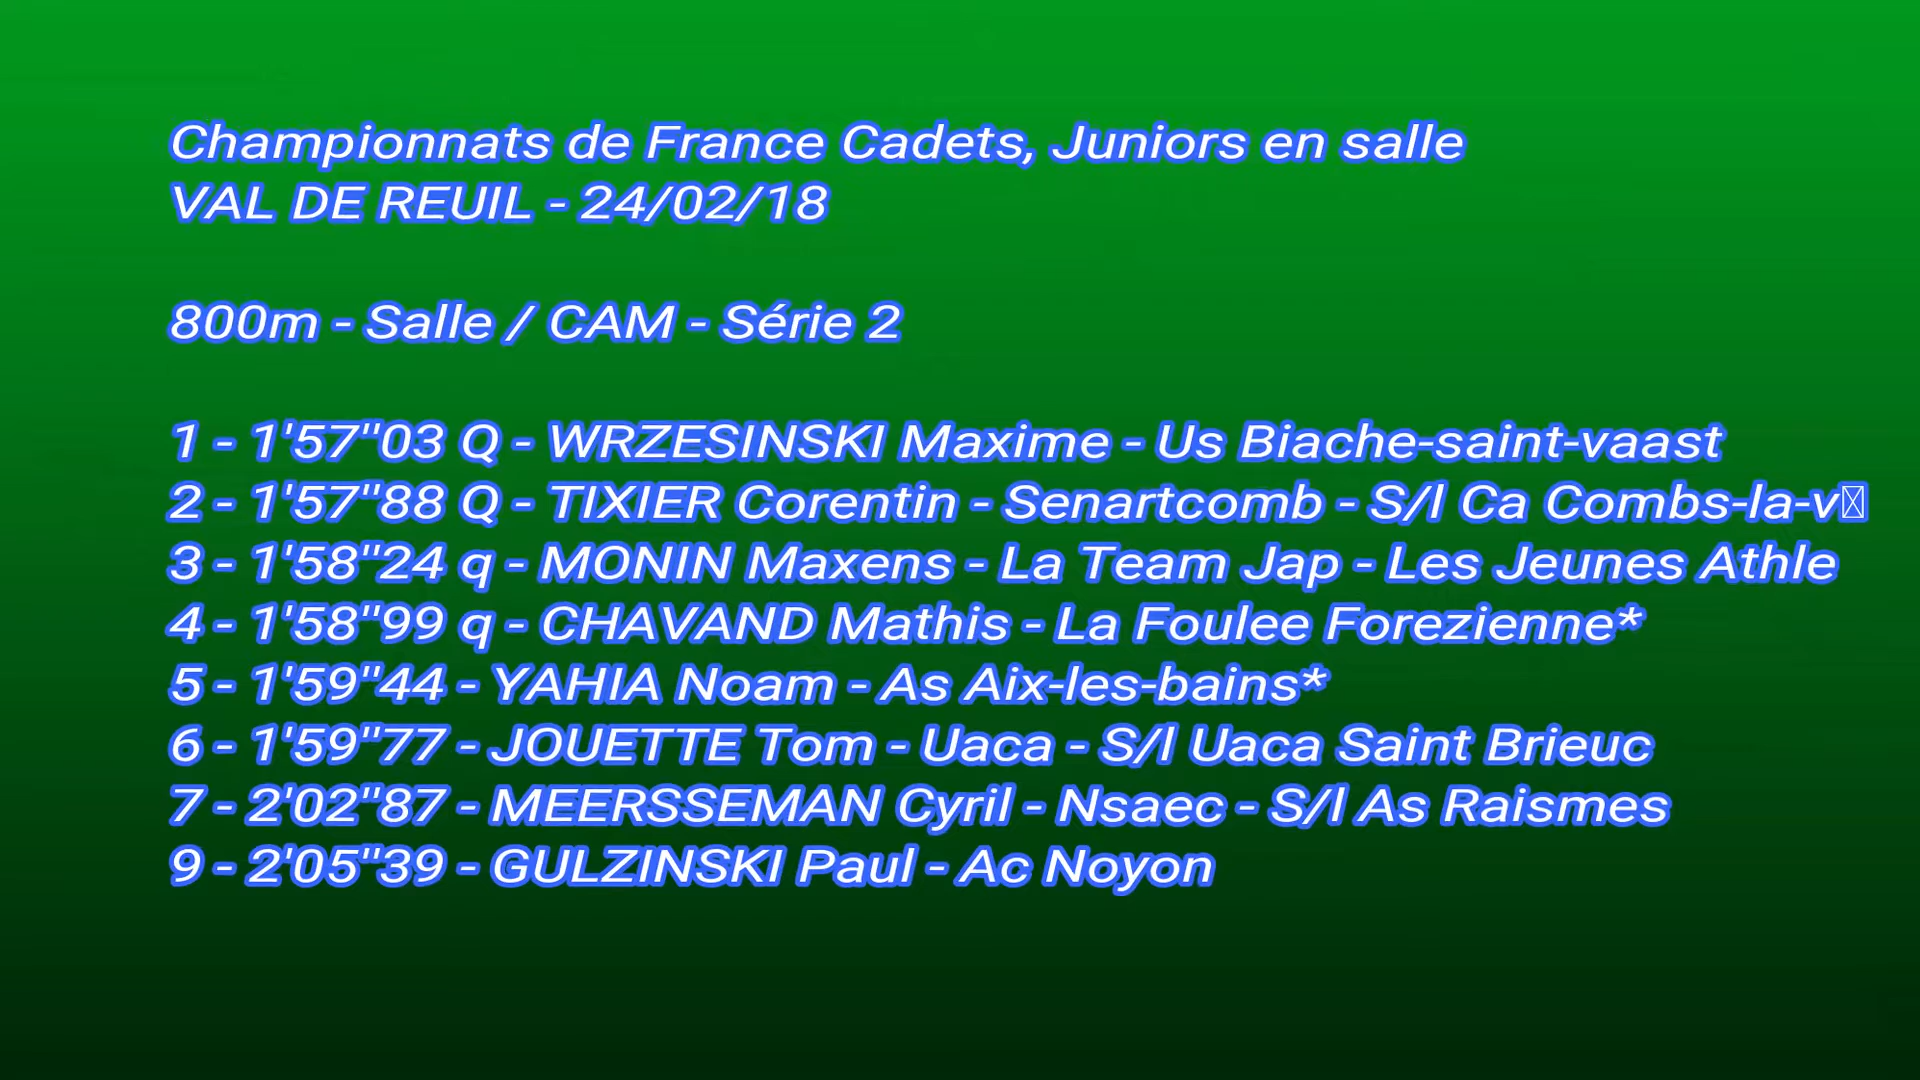 Championnats de France Cadets, Juniors en salle
VAL DE REUIL - 24/02/18
800m - Salle / CAM - Série 2
1 - 1'57"03 Q - WRZESINSKI Maxime - Us Biache-saint-vaast
2 - 1'57"88 Q - TIXIER Corentin - Senartcomb - S/l Ca Combs-la-v
3 - 1'58"24 q - MONIN Maxens - La Team Jap - Les Jeunes Athle
4 - 1'58"99 q - CHAVAND Mathis - La Foulee Forezienne*
5 - 1'59"44 - YAHIA Noam - As Aix-les-bains*
6 - 1'59"77 - JOUETTE Tom - Uaca - S/l Uaca Saint Brieuc
7 - 2'02"87 - MEERSSEMAN Cyril - Nsaec - S/l As Raismes
9 - 2'05"39 - GULZINSKI Paul - Ac Noyon